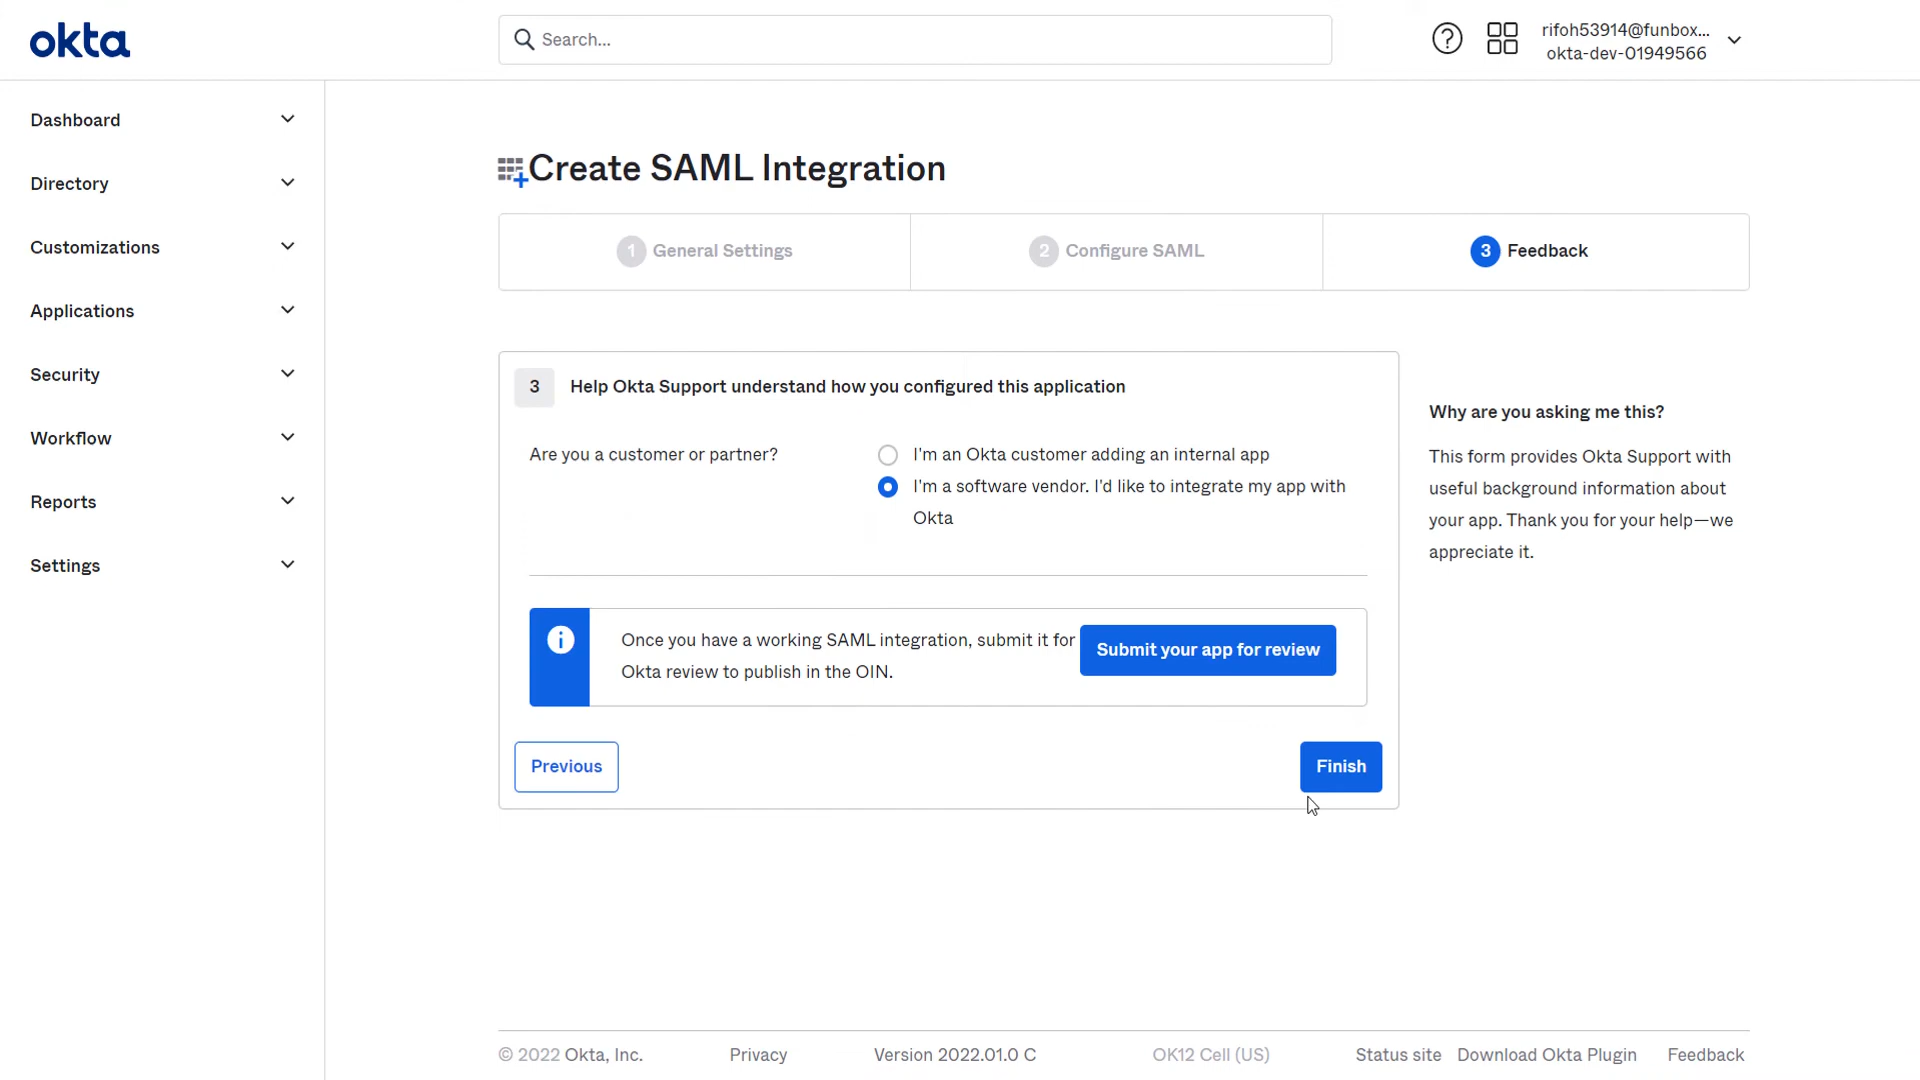 okta
Search...
rifoh53914@funbox...
okta-dev-01949566
Dashboard
Directory
Customizations
Applications
Security
Workflow
Reports
Settings
Create SAML Integration
1 General Settings
2 Configure SAML
3 Feedback
3 Help Okta Support understand how you configured this application
Are you a customer or partner?
I'm an Okta customer adding an internal app
I'm a software vendor. I'd like to integrate my app with
Okta
Once you have a working SAML integration, submit it for
Okta review to publish in the OIN.
Submit your app for review
Previous
Finish
Why are you asking me this?
This form provides Okta Support with
useful background information about
your app. Thank you for your help—we
appreciate it.
© 2022 Okta, Inc.
Privacy
Version 2022.01.0 C
OK12 Cell (US)
Status site
Download Okta Plugin
Feedback